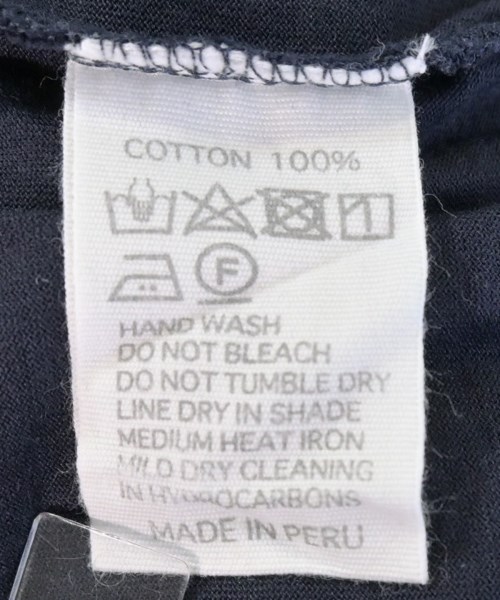 COTTON 100%
F
HAND WASH
DO NOT BLEACH
DO NOT TUMBLE DRY
LINE DRY IN SHADE
MEDIUM HEAT IRON
MILD DRY CLEANING
IN HYDROCARBONS
MADE IN PERU